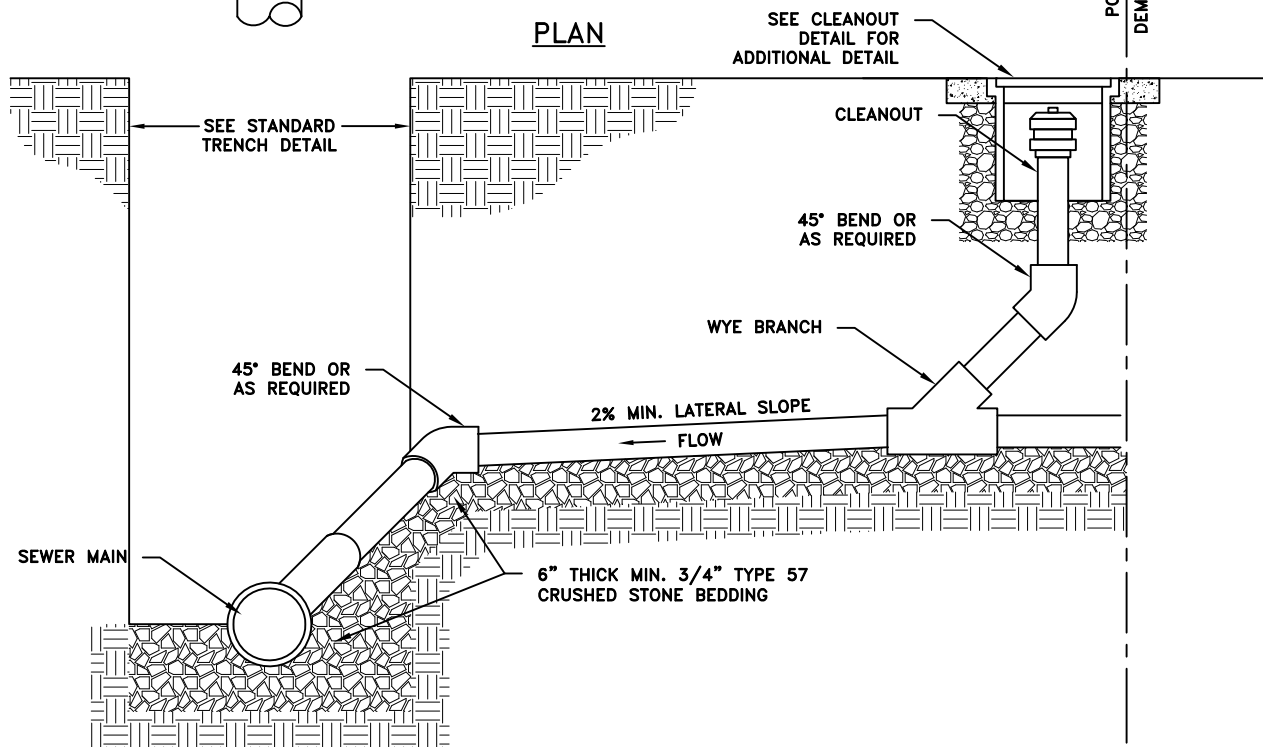 PLAN
SEE CLEANOUT
DETAIL FOR
ADDITIONAL DETAIL
SEE STANDARD
TRENCH DETAIL
CLEANOUT
45° BEND OR
AS REQUIRED
WYE BRANCH
45° BEND OR
AS REQUIRED
2% MIN. LATERAL SLOPE
FLOW
SEWER MAIN
6" THICK MIN. 3/4" TYPE 57
CRUSHED STONE BEDDING